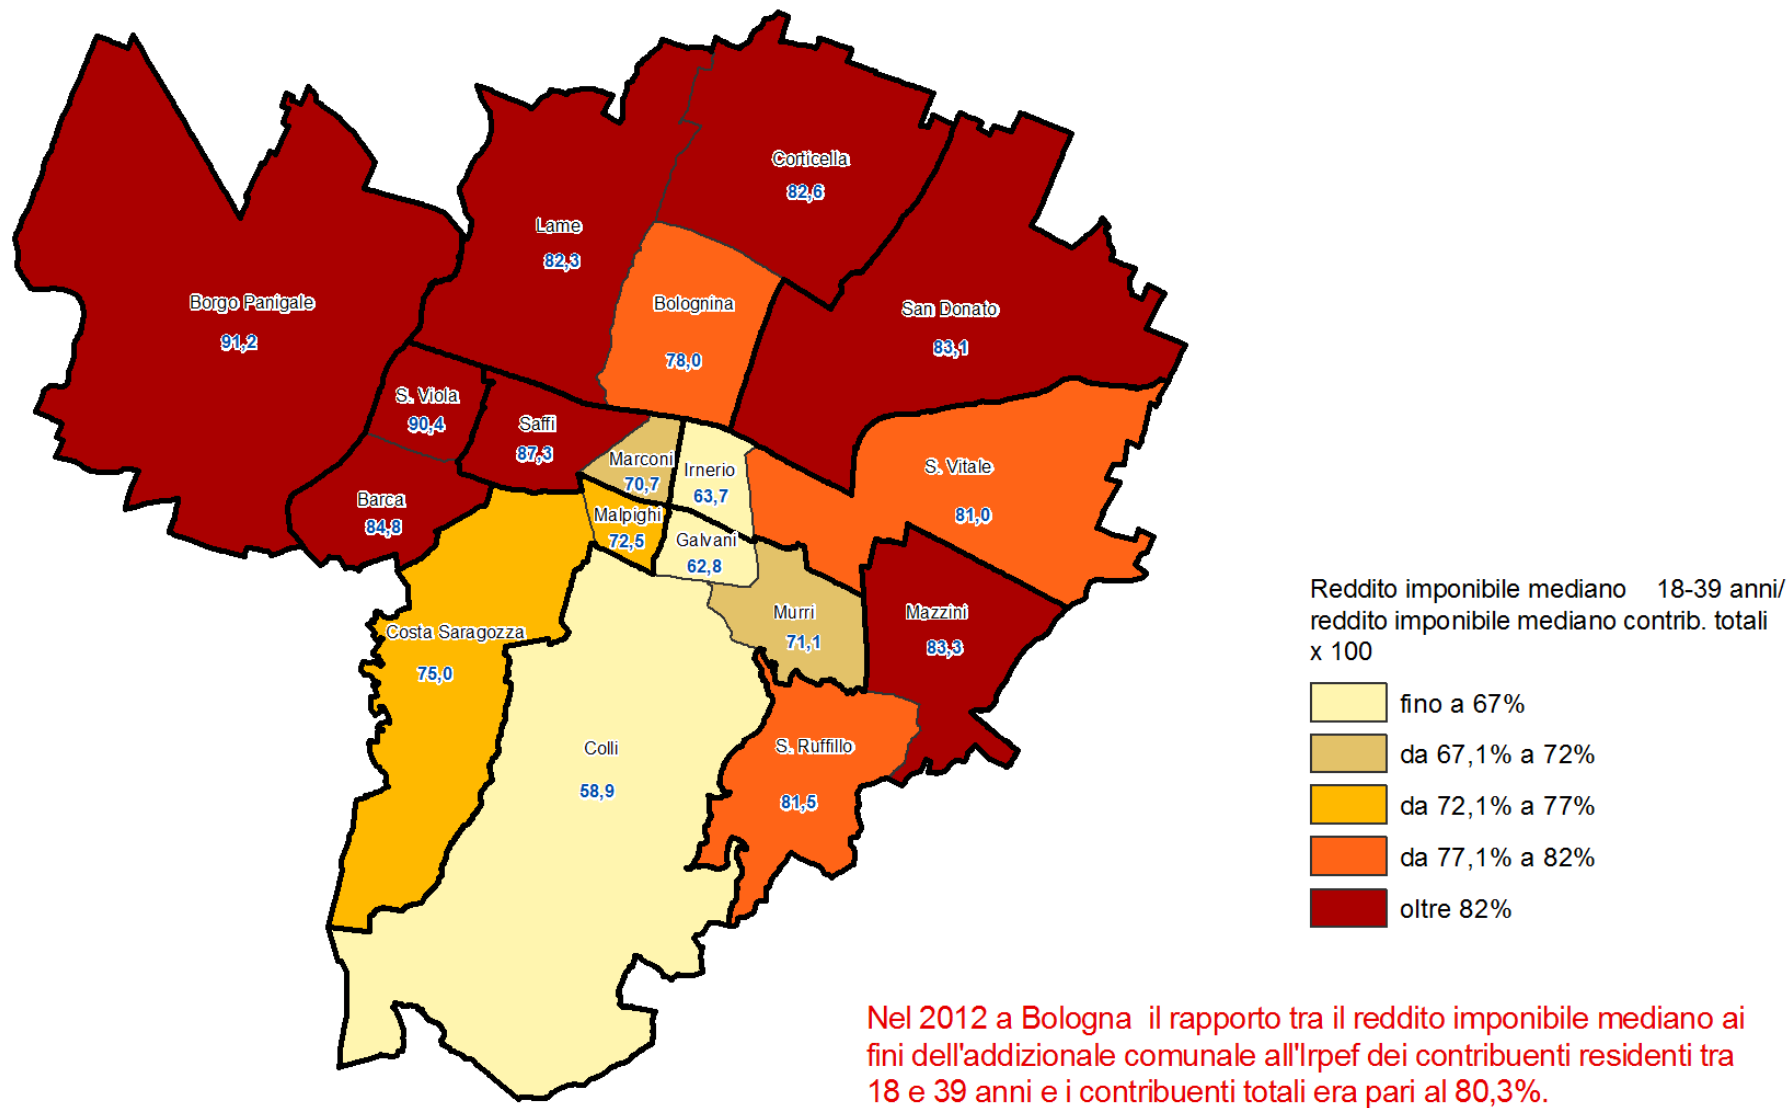 Corticella
82,6
Lame
82,3
Borgo Panigale
91,2
Bolognina
78,0
San Donato
83,1
S. Viola
90,4
Saffi
87,3
Marconi
70,7
Irnerio
63,7
S. Vitale
81,0
Barca
84,8
Malpighi
72,5
Galvani
62,8
Murri
71,1
Mazzini
83,3
Costa Saragozza
75,0
Colli
58,9
S. Ruffillo
81,5
Reddito imponibile mediano 18-39 anni/
reddito imponibile mediano contrib. totali
x 100
fino a 67%
da 67,1% a 72%
da 72,1% a 77%
da 77,1% a 82%
oltre 82%
Nel 2012 a Bologna il rapporto tra il reddito imponibile mediano ai
fini dell'addizionale comunale all'Irpef dei contribuenti residenti tra
18 e 39 anni e i contribuenti totali era pari al 80,3%.